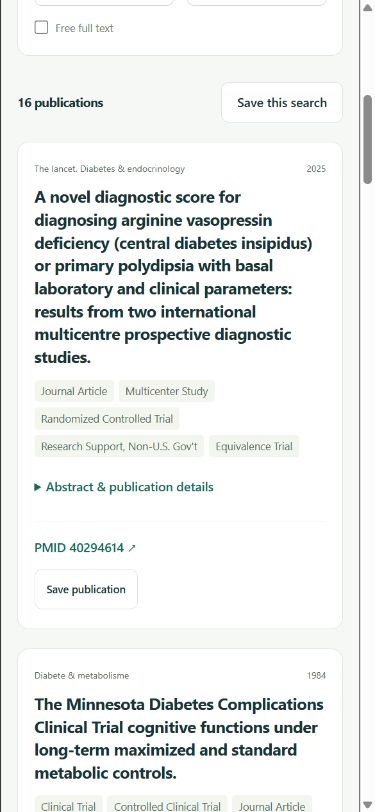 Free full text
16 publications
Save this search
The lancet. Diabetes & endocrinology
2025
A novel diagnostic score for
diagnosing arginine vasopressin
deficiency (central diabetes insipidus)
or primary polydipsia with basal
laboratory and clinical parameters:
results from two international
multicentre prospective diagnostic
studies.
Journal Article
Multicenter Study
Randomized Controlled Trial
Research Support, Non-U.S. Gov't
Equivalence Trial
Abstract & publication details
PMID 40294614 ↗
Save publication
Diabete & metabolisme
1984
The Minnesota Diabetes Complications
Clinical Trial cognitive functions under
long-term maximized and standard
metabolic controls.
Clinical Trial
Controlled Clinical Trial
Journal Article